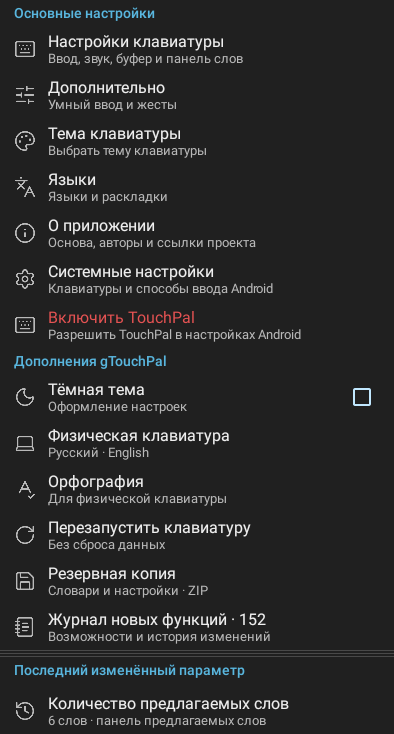 Основные настройки
Настройки клавиатуры
Ввод, звук, буфер и панель слов
Дополнительно
Умный ввод и жесты
Тема клавиатуры
Выбрать тему клавиатуры
Языки
Языки и раскладки
О приложении
Основа, авторы и ссылки проекта
Системные настройки
Клавиатуры и способы ввода Android
Включить TouchPal
Разрешить TouchPal в настройках Android
Дополнения gTouchPal
Тёмная тема
Оформление настроек
Физическая клавиатура
Русский · English
Орфография
Для физической клавиатуры
Перезапустить клавиатуру
Без сброса данных
Резервная копия
Словари и настройки · ZIP
Журнал новых функций · 152
Возможности и история изменений
Последний изменённый параметр
Количество предлагаемых слов
6 слов · панель предлагаемых слов